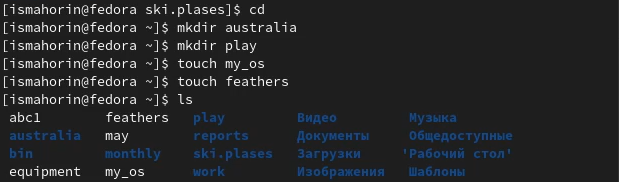 [ismahorin@fedora ski.plases]$ cd
[ismahorin@fedora ~]$ mkdir australia
[ismahorin@fedora ~]$ mkdir play
[ismahorin@fedora ~]$ touch my_os
[ismahorin@fedora ~]$ touch feathers
[ismahorin@fedora ~]$ ls
abc1 feathers play Видео Музыка
australia may reports Документы Общедоступные
bin monthly ski.plases Загрузки 'Рабочий стол'
equipment my_os work Изображения Шаблоны